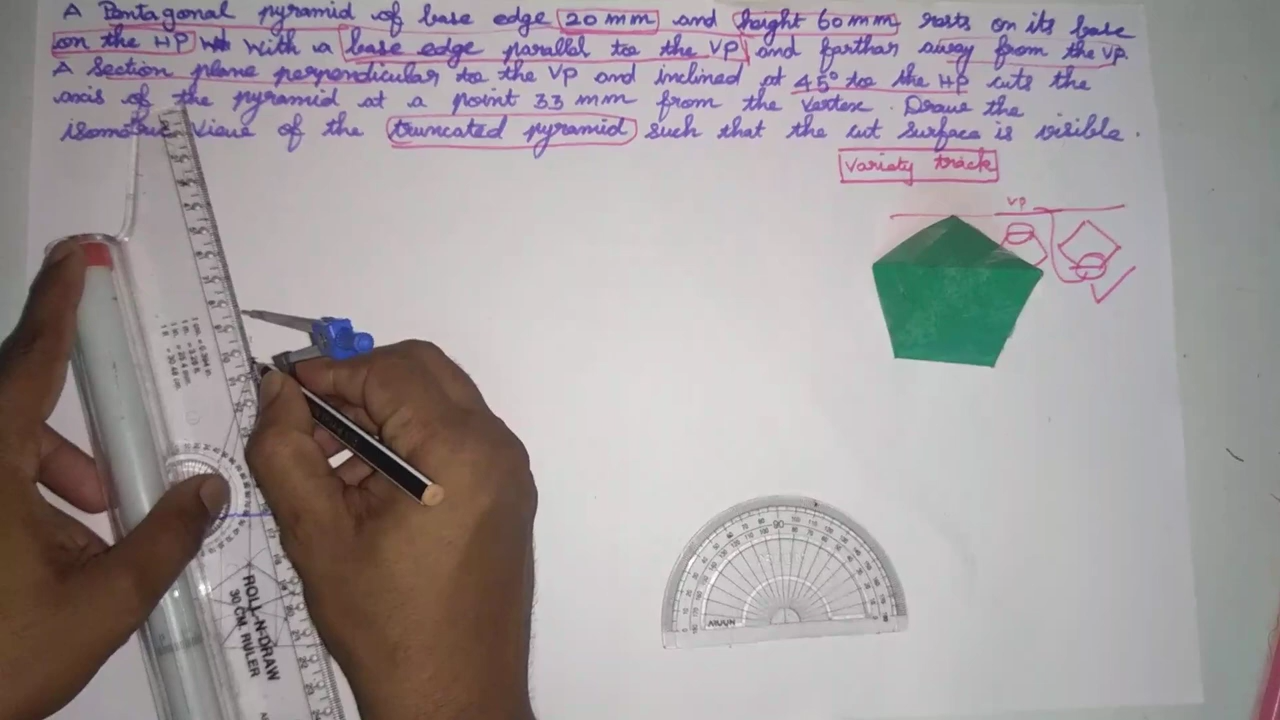 A Pentagonal pyramid of base edge 20 mm and height 60 mm rests on its base
on the HP with a base edge parallel to the VP and farthar away from the VP
A section plane perpendicular to the VP and inclined at 45° to the HP cuts the
axis of the pyramid at a point 33 mm from the vertex. Draw the
isometric view of the truncated pyramid such that the cut surface is visible.
Variety track
VP
ROLL-N-DRAW
30 CM. RULER
90